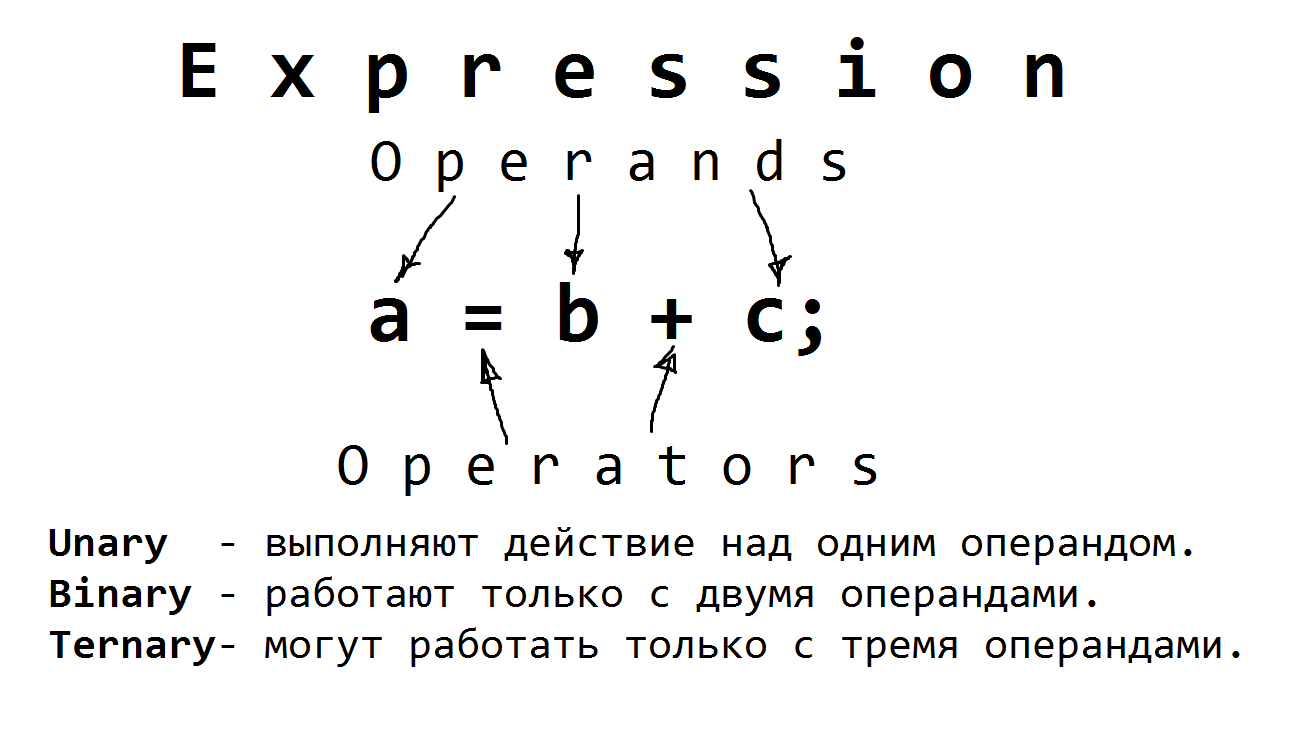 Expression
Operands
a = b + c;
Operators
Unary - выполняют действие над одним операндом.
Binary - работают только с двумя операндами.
Ternary- могут работать только с тремя операндами.